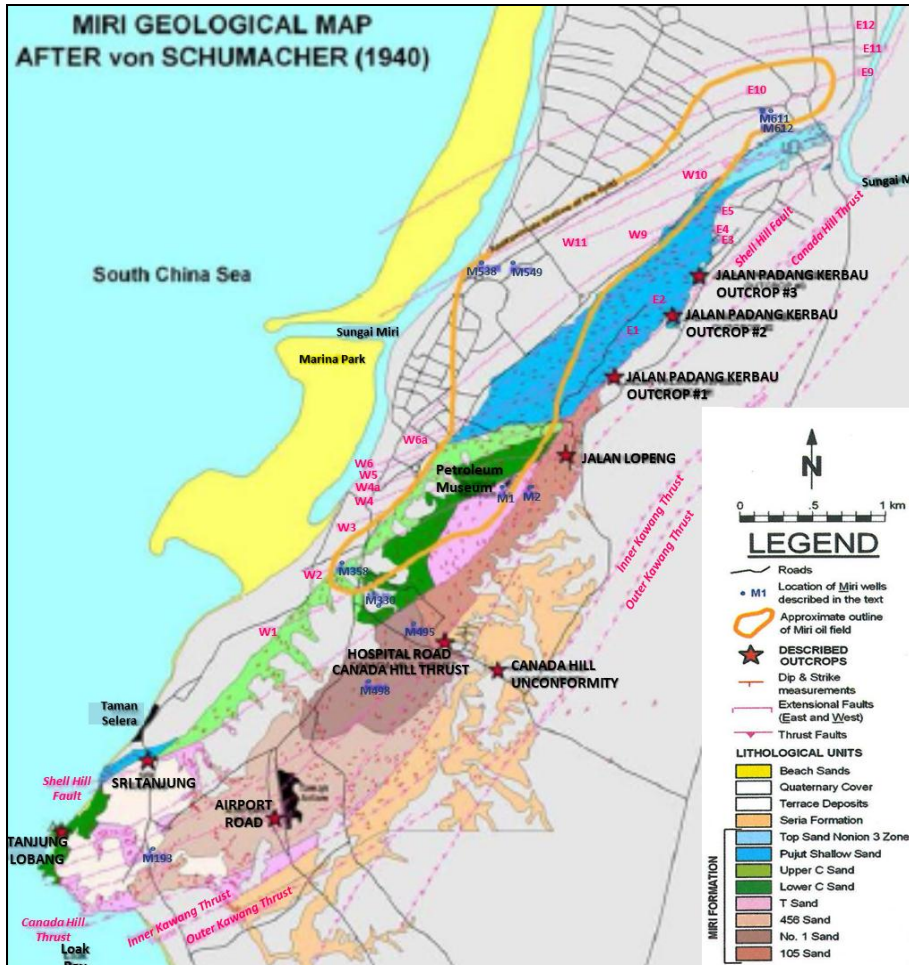 MIRI GEOLOGICAL MAP
AFTER von SCHUMACHER (1940)
E12
E11
E9
E10
M611
M612
W10
Sungai M
E5
E4
E3
Shell Hill Fault
Canada Hill Thrust
Approximate outline of the field
W9
W11
M538
M549
South China Sea
JALAN PADANG KERBAU
OUTCROP #3
E2
E1
JALAN PADANG KERBAU
OUTCROP #2
Sungai Miri
Marina Park
JALAN PADANG KERBAU
OUTCROP #1
W6a
W6
W5
W4a
W4
Petroleum
Museum
JALAN LOPENG
M1
M2
W3
Inner Kawang Thrust
Outer Kawang Thrust
W2
M358
M330
W1
M495
HOSPITAL ROAD
CANADA HILL THRUST
CANADA HILL
UNCONFORMITY
M498
Taman
Selera
SRI TANJUNG
Shell Hill
Fault
AIRPORT
ROAD
TANJUNG
LOBANG
M193
Inner Kawang Thrust
Outer Kawang Thrust
Canada Hill
Thrust
Loak
N
0 .5 1 km
LEGEND
Roads
M1 Location of Miri wells
described in the text
Approximate outline
of Miri oil field
DESCRIBED
OUTCROPS
Dip & Strike
measurements
Extensional Faults
(East and West)
Thrust Faults
LITHOLOGICAL UNITS
Beach Sands
Quaternary Cover
Terrace Deposits
Seria Formation
MIRI FORMATION
Top Sand Nonion 3 Zone
Pujut Shallow Sand
Upper C Sand
Lower C Sand
T Sand
456 Sand
No. 1 Sand
105 Sand